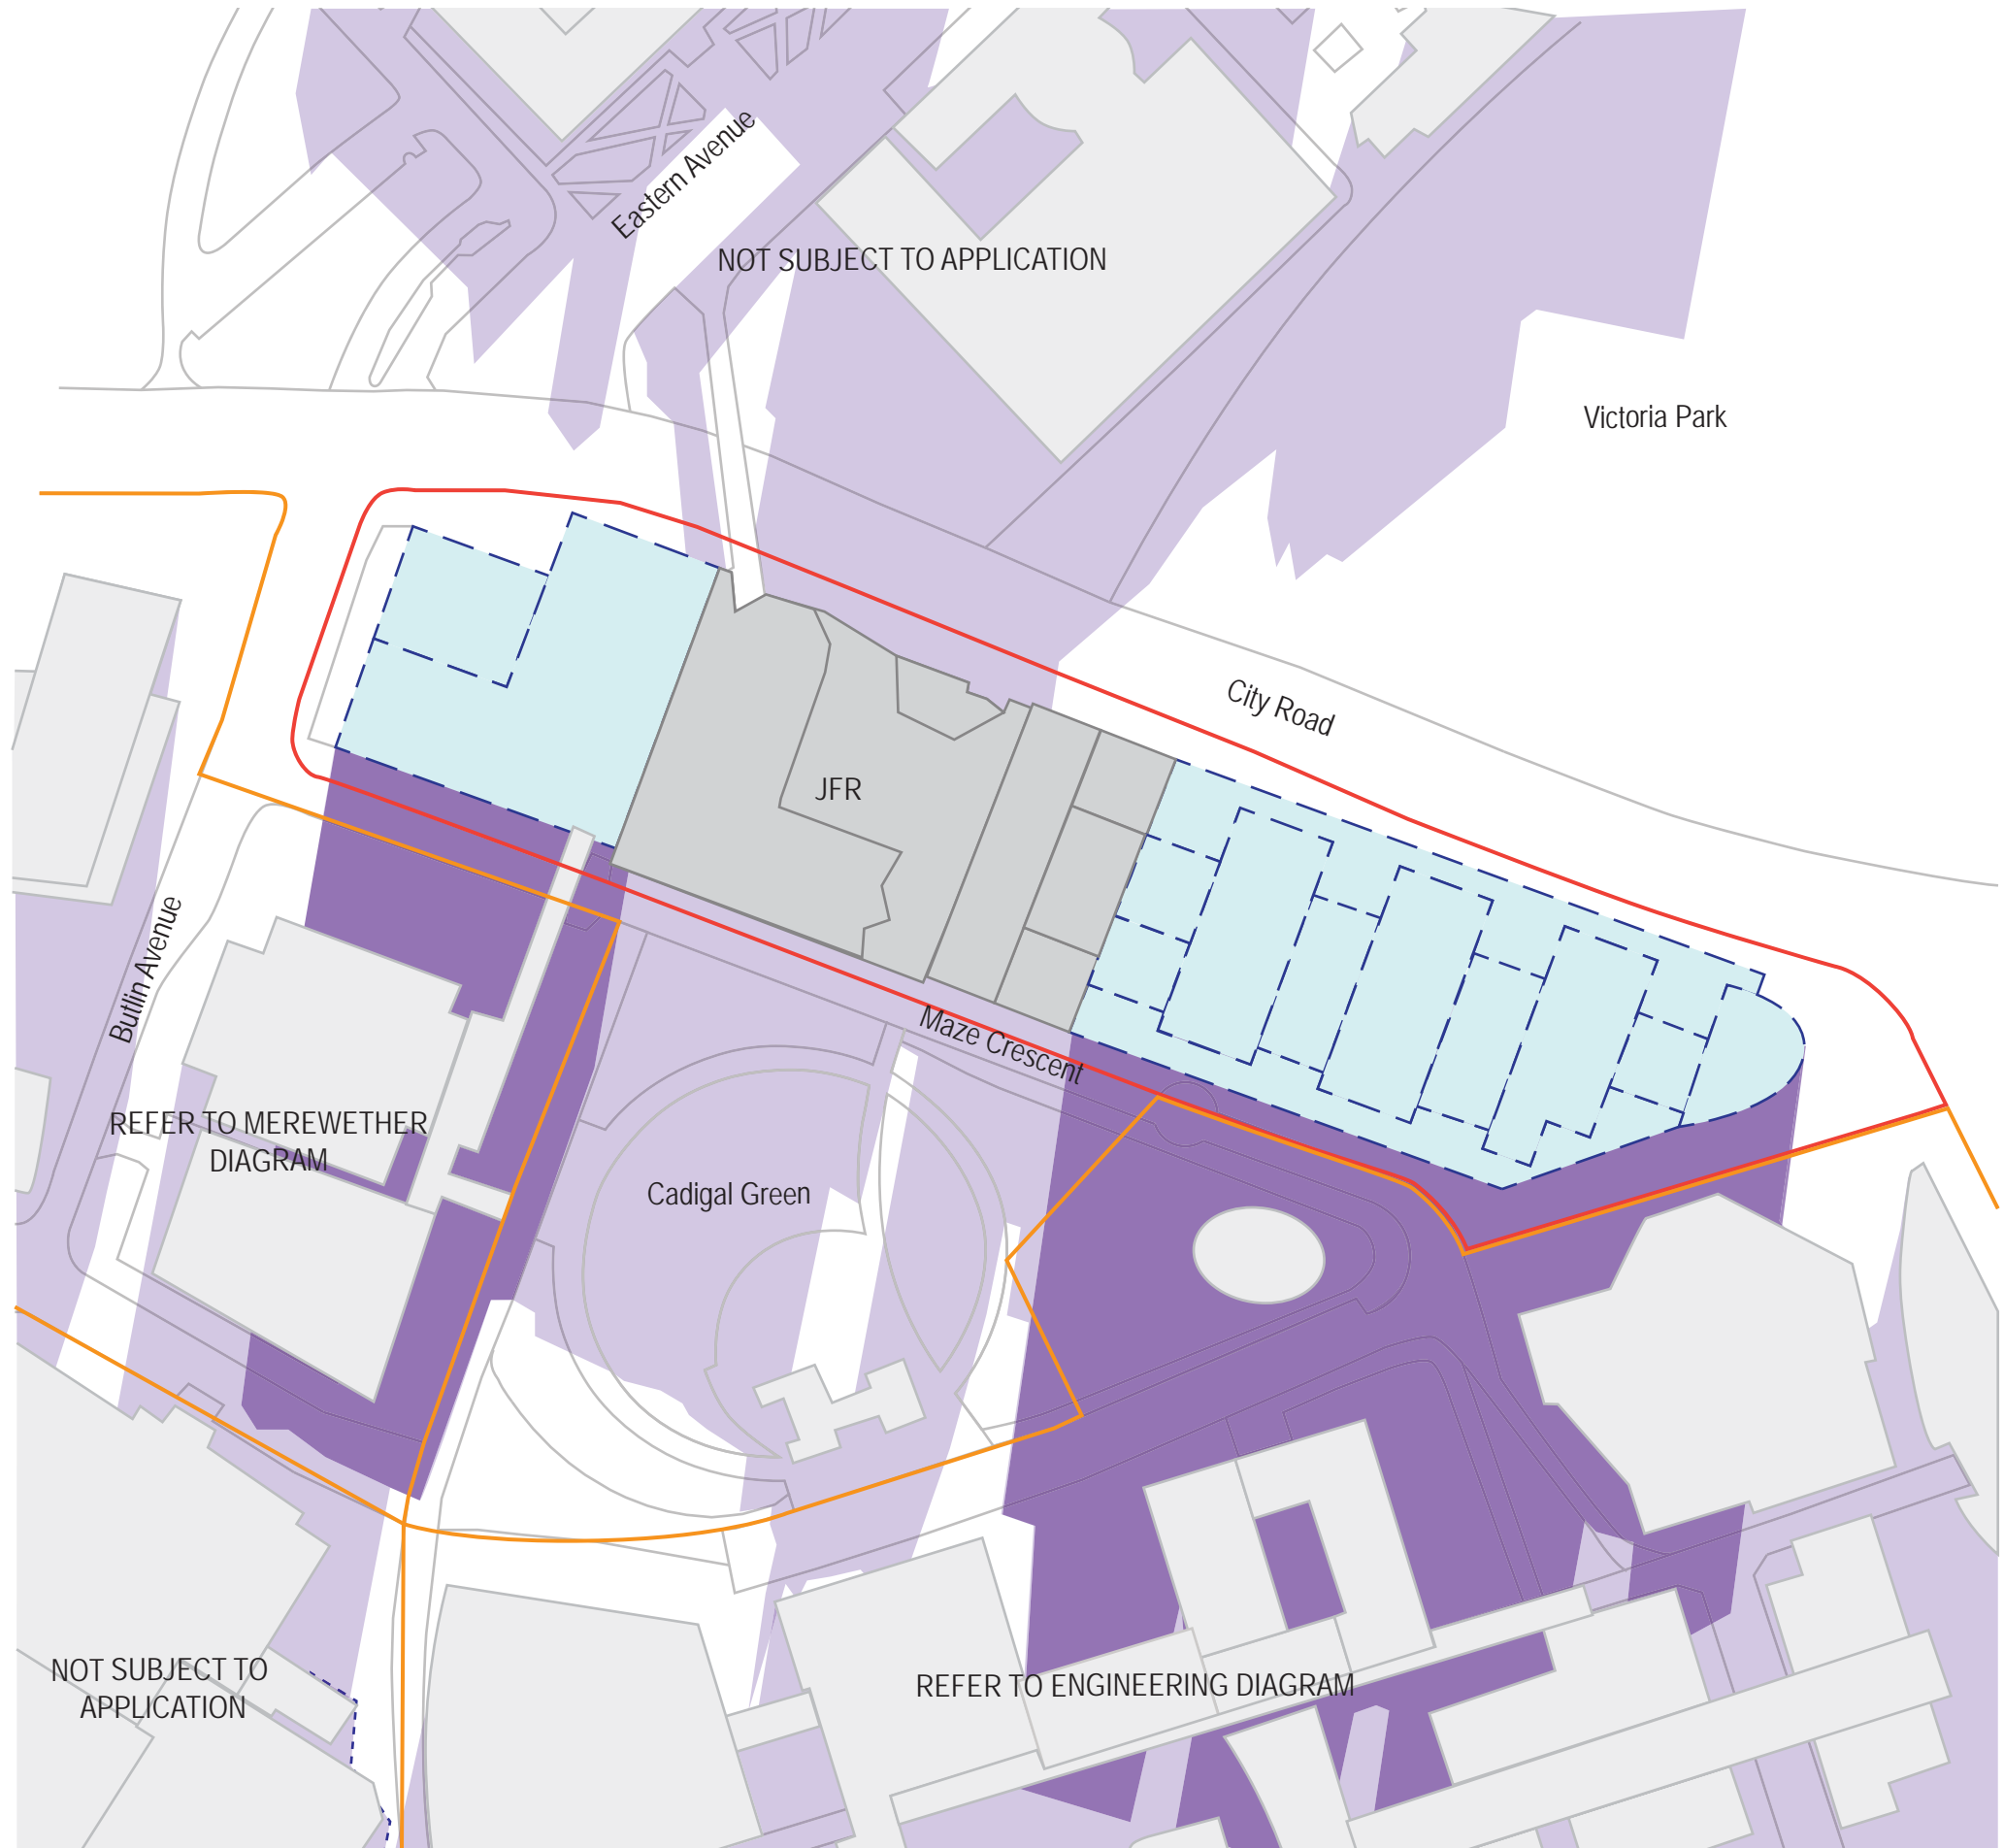 Eastern Avenue
NOT SUBJECT TO APPLICATION
Victoria Park
City Road
JFR
Butlin Avenue
Maze Crescent
REFER TO MEREWETHER
DIAGRAM
Cadigal Green
NOT SUBJECT TO
APPLICATION
REFER TO ENGINEERING DIAGRAM